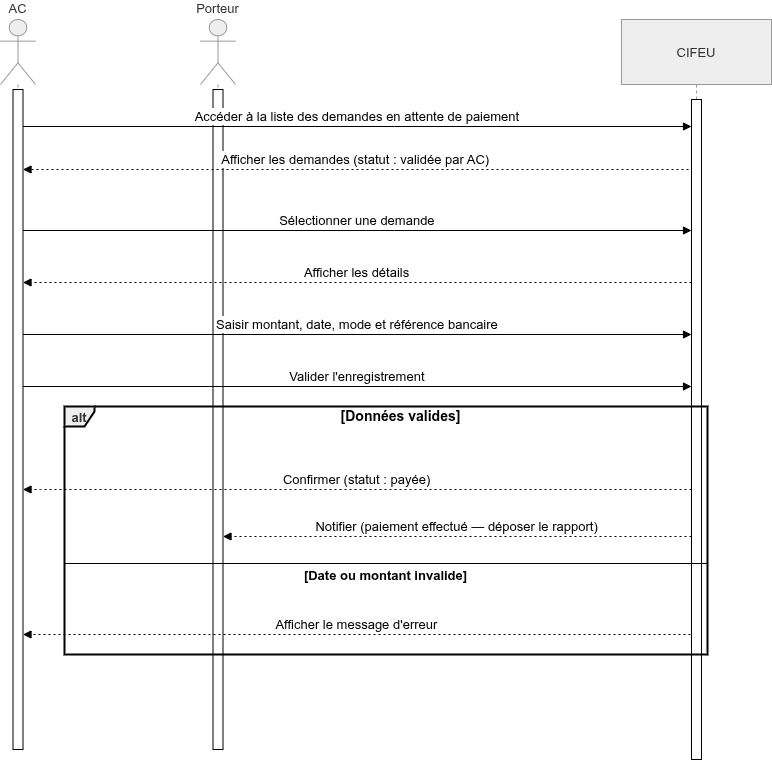 AC
Porteur
CIFEU
Accéder à la liste des demandes en attente de paiement
Afficher les demandes (statut : validée par AC)
Sélectionner une demande
Afficher les détails
Saisir montant, date, mode et référence bancaire
Valider l'enregistrement
alt
[Données valides]
Confirmer (statut : payée)
Notifier (paiement effectué — déposer le rapport)
[Date ou montant invalide]
Afficher le message d'erreur